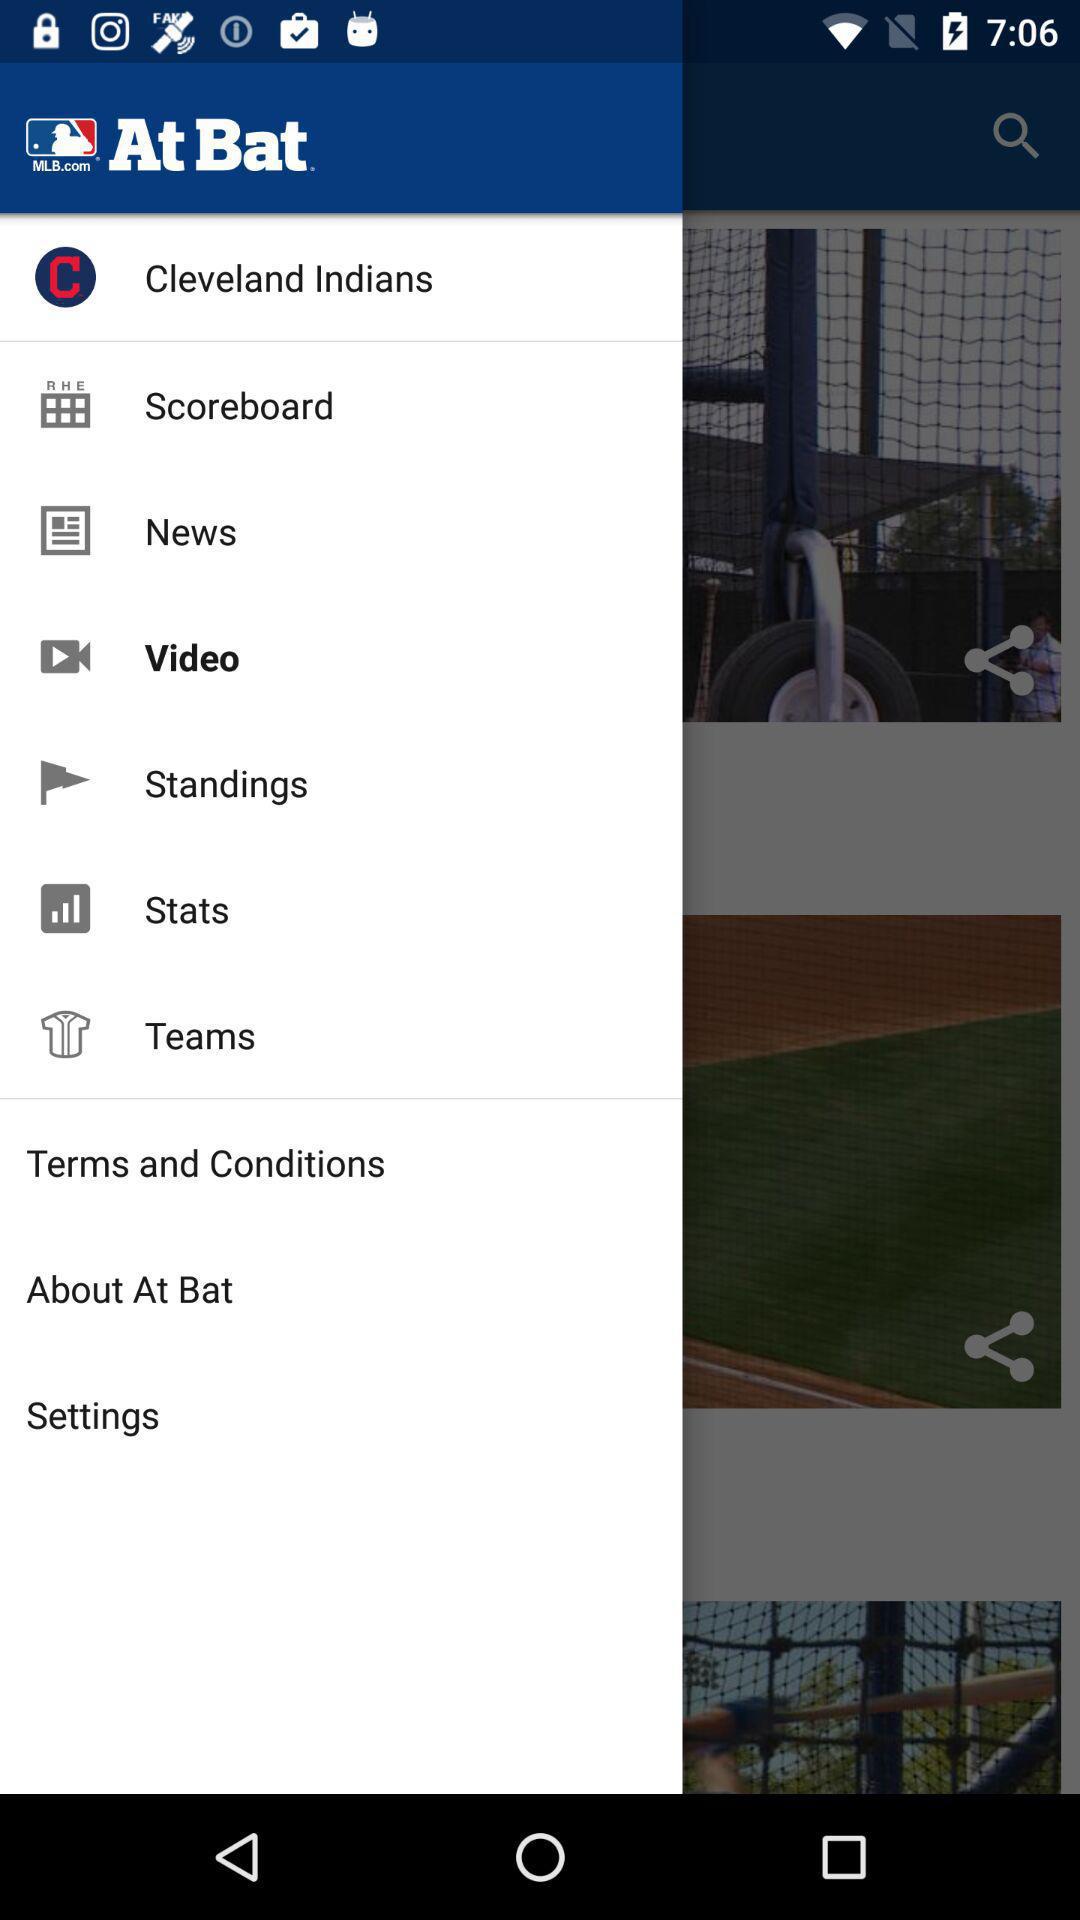 FAKE
7:06
MLB.com At Bat
C Cleveland Indians
R H E
Scoreboard
News
Video
Standings
Stats
Teams
Terms and Conditions
About At Bat
Settings